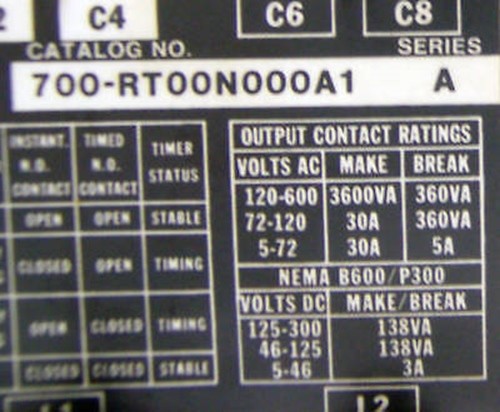 C4 C6 C8
CATALOG NO. SERIES
700-RT00N000A1 A
INSTANT. N.O. CONTACT TIMED N.O. CONTACT TIMER STATUS
OPEN OPEN STABLE
CLOSED OPEN TIMING
OPEN CLOSED TIMING
CLOSED CLOSED STABLE
OUTPUT CONTACT RATINGS
VOLTS AC MAKE BREAK
120-600 3600VA 360VA
72-120 30A 360VA
5-72 30A 5A
NEMA B600/P300
VOLTS DC MAKE/BREAK
125-300 138VA
46-125 138VA
5-46 3A